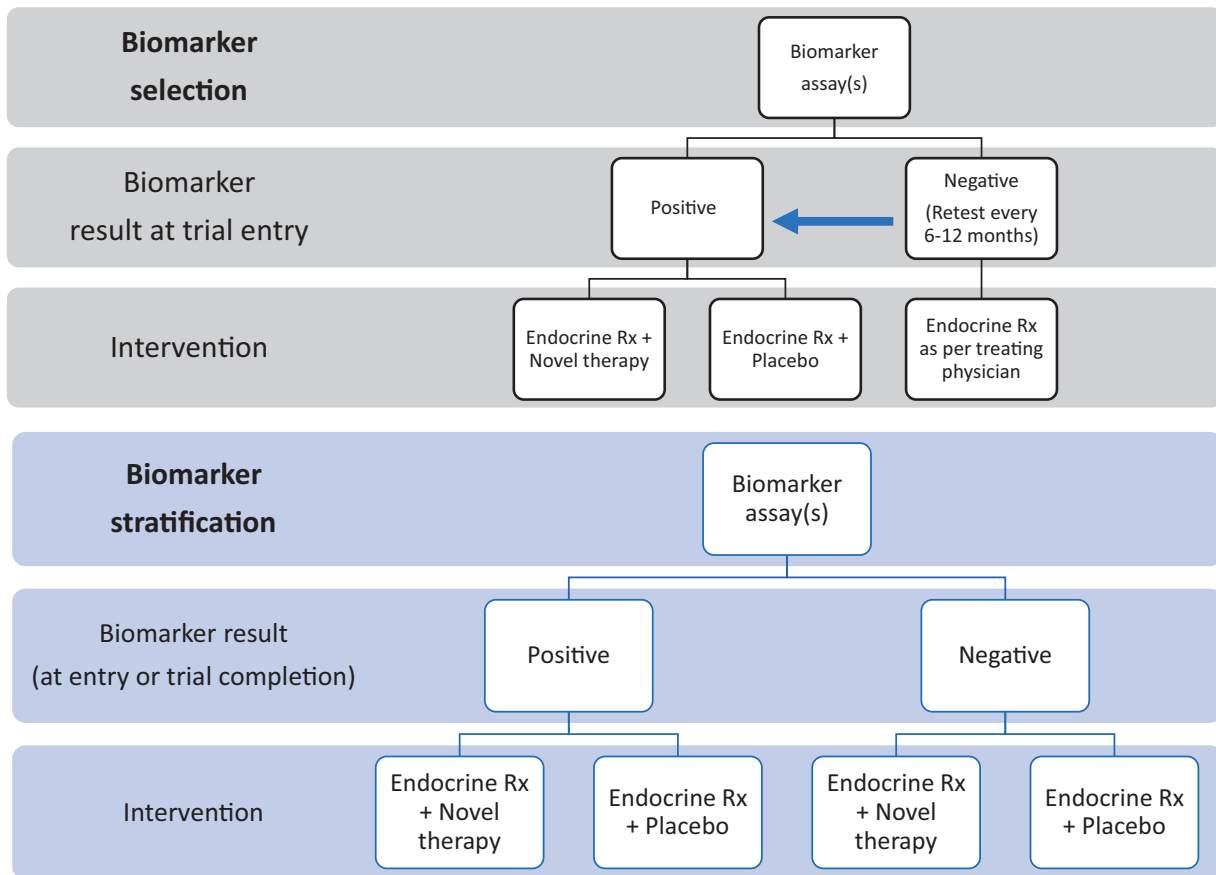 Biomarker
selection
Biomarker
assay(s)
Biomarker
result at trial entry
Positive
Negative
(Retest every
6-12 months)
Intervention
Endocrine Rx +
Novel therapy
Endocrine Rx +
Placebo
Endocrine Rx
as per treating
physician
Biomarker
stratification
Biomarker
assay(s)
Biomarker result
(at entry or trial completion)
Positive
Negative
Intervention
Endocrine Rx
+ Novel
therapy
Endocrine Rx
+ Placebo
Endocrine Rx
+ Novel
therapy
Endocrine Rx
+ Placebo